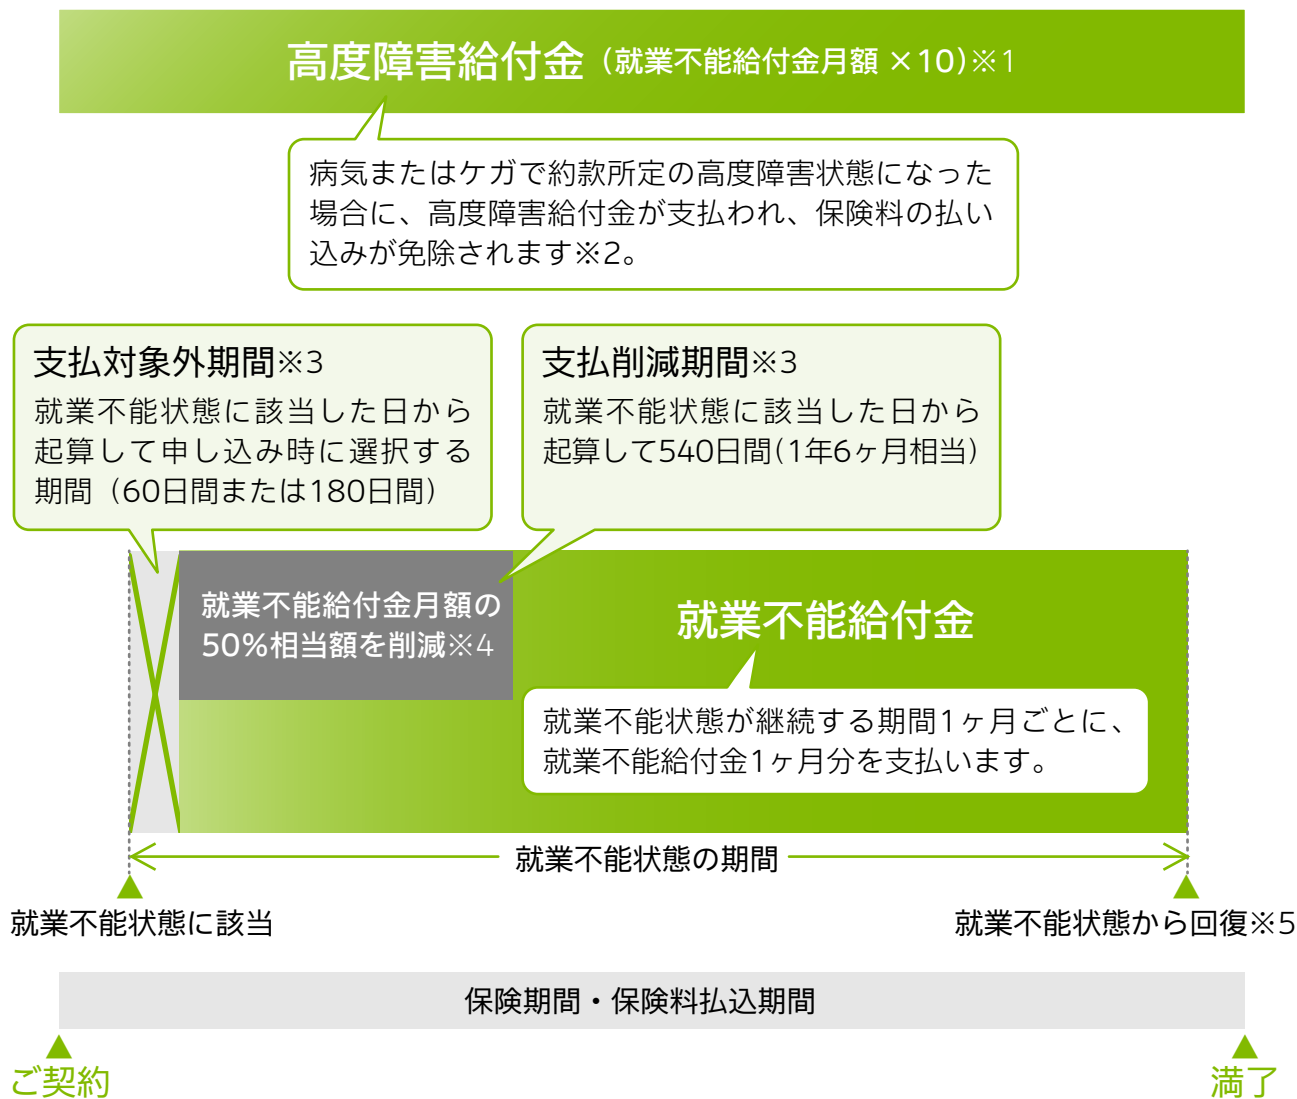 高度障害給付金（就業不能給付金月額 ×10）※1
病気またはケガで約款所定の高度障害状態になった
場合に、高度障害給付金が支払われ、保険料の払い
込みが免除されます※2。
支払対象外期間※3
就業不能状態に該当した日から
起算して申し込み時に選択する
期間（60日間または180日間）
支払削減期間※3
就業不能状態に該当した日から
起算して540日間（1年6ヶ月相当）
就業不能給付金月額の
50%相当額を削減※4
就業不能給付金
就業不能状態が継続する期間1ヶ月ごとに、
就業不能給付金1ヶ月分を支払います。
就業不能状態の期間
就業不能状態に該当
就業不能状態から回復※5
保険期間・保険料払込期間
ご契約
満了